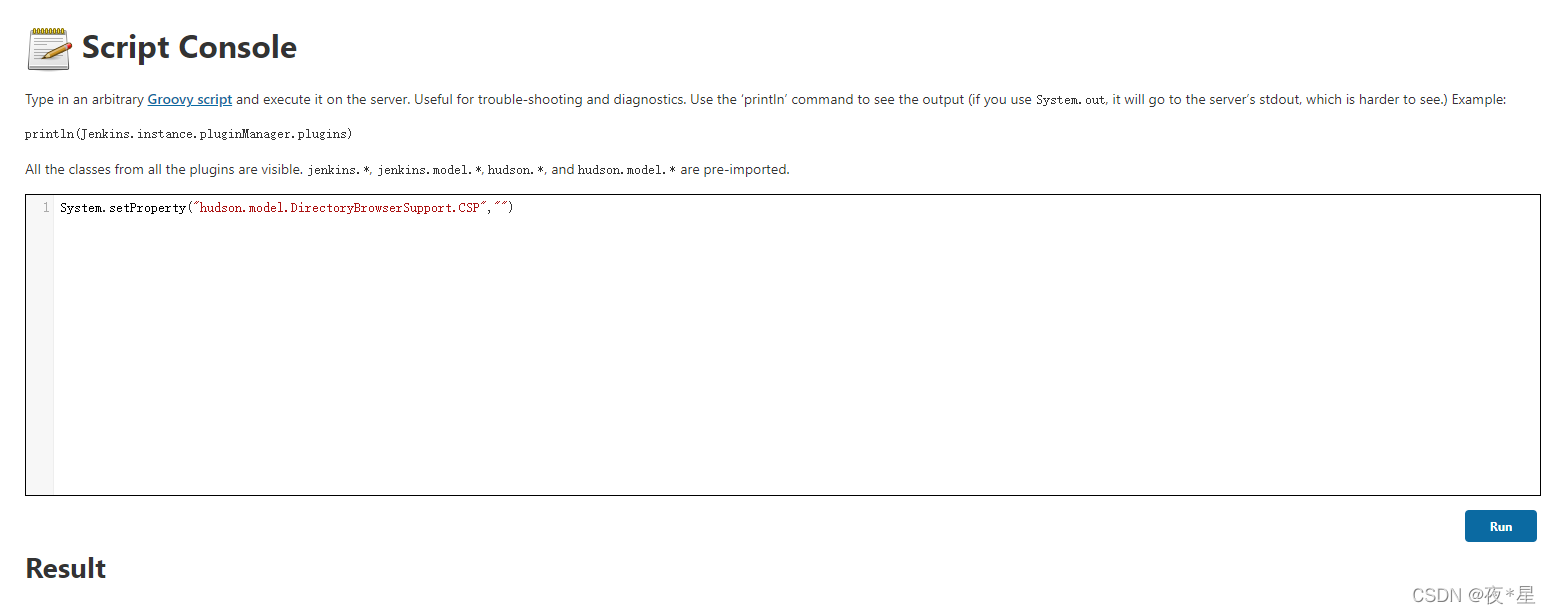 Script Console
Type in an arbitrary Groovy script and execute it on the server. Useful for trouble-shooting and diagnostics. Use the ‘println’ command to see the output (if you use System.out, it will go to the server’s stdout, which is harder to see.) Example:
println(Jenkins.instance.pluginManager.plugins)
All the classes from all the plugins are visible. jenkins.*, jenkins.model.*, hudson.*, and hudson.model.* are pre-imported.
1 System.setProperty("hudson.model.DirectoryBrowserSupport.CSP","")
Run
Result
CSDN @夜*星